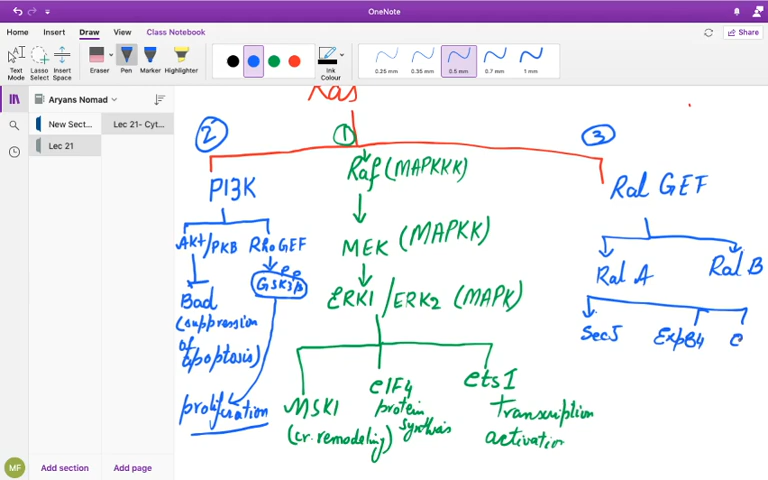 OneNote
Home Insert Draw View Class Notebook
Share
Text Mode
Lasso Select
Insert Space
Eraser
Pen
Marker
Highlighter
Ink Colour
0.25 mm
0.35 mm
0.5 mm
0.7 mm
1 mm
Aryans Nomad
New Sect...
Lec 21
Lec 21- Cyt...
Ras
2
1
3
PI3K
Raf (MAPKKK)
Ral GEF
Akt/PKB
RhoGEF
MEK (MAPKK)
Ral A
Ral B
GSK3β
Bad
(suppression
of
apoptosis)
ERK1/ERK2 (MAPK)
Sec5
Exp84
prolifration
MSK1
(cr.remodeling)
eIF4
protein
synthesis
ets1
Transcription
activation
MF
Add section
Add page